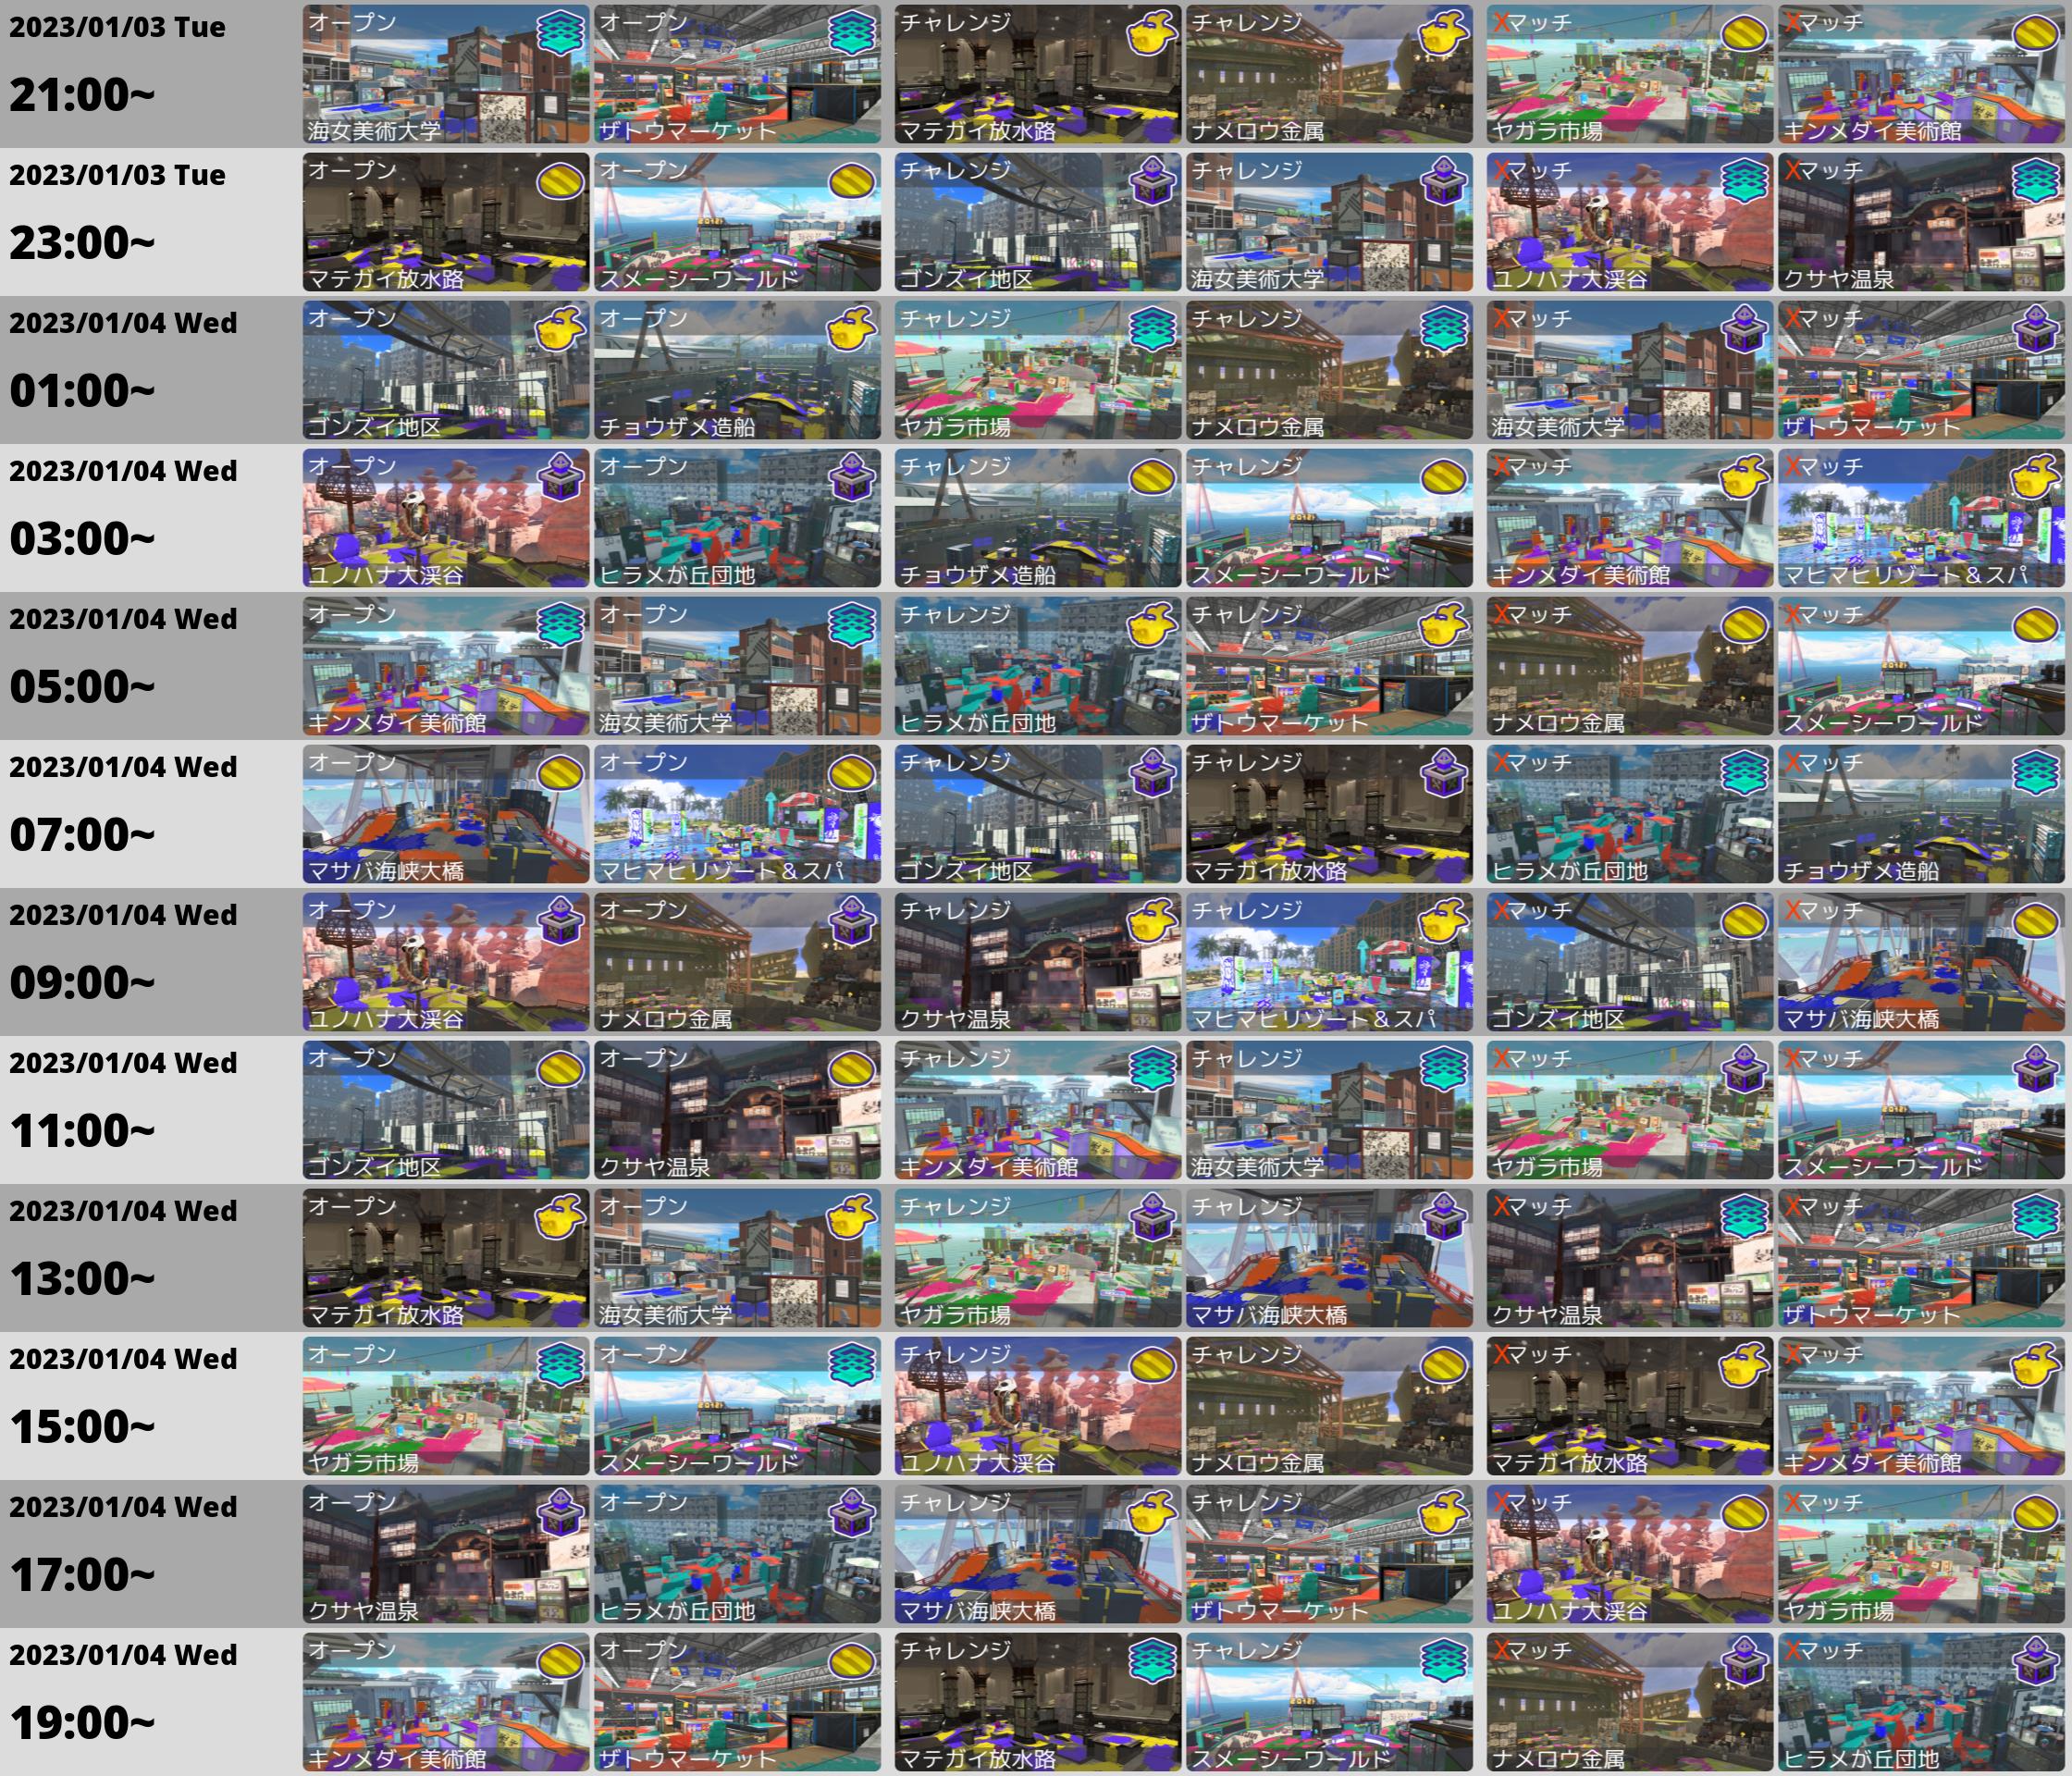 2023/01/03 Tue
21:00~
オープン オープン チャレンジ チャレンジ Xマッチ Xマッチ
海女美術大学 ザトウマーケット マテガイ放水路 ナメロウ金属 ヤガラ市場 キンメダイ美術館
2023/01/03 Tue
23:00~
オープン オープン チャレンジ チャレンジ Xマッチ Xマッチ
マテガイ放水路 スメーシーワールド ゴンズイ地区 海女美術大学 ユノハナ大渓谷 クサヤ温泉
2023/01/04 Wed
01:00~
オープン オープン チャレンジ チャレンジ Xマッチ Xマッチ
ゴンズイ地区 チョウザメ造船 ヤガラ市場 ナメロウ金属 海女美術大学 ザトウマーケット
2023/01/04 Wed
03:00~
オープン オープン チャレンジ チャレンジ Xマッチ Xマッチ
ユノハナ大渓谷 ヒラメが丘団地 チョウザメ造船 スメーシーワールド キンメダイ美術館 マヒマヒリゾート&スパ
2023/01/04 Wed
05:00~
オープン オープン チャレンジ チャレンジ Xマッチ Xマッチ
キンメダイ美術館 海女美術大学 ヒラメが丘団地 ザトウマーケット ナメロウ金属 スメーシーワールド
2023/01/04 Wed
07:00~
オープン オープン チャレンジ チャレンジ Xマッチ Xマッチ
マサバ海峡大橋 マヒマヒリゾート&スパ ゴンズイ地区 マテガイ放水路 ヒラメが丘団地 チョウザメ造船
2023/01/04 Wed
09:00~
オープン オープン チャレンジ チャレンジ Xマッチ Xマッチ
ユノハナ大渓谷 ナメロウ金属 クサヤ温泉 マヒマヒリゾート&スパ ゴンズイ地区 マサバ海峡大橋
2023/01/04 Wed
11:00~
オープン オープン チャレンジ チャレンジ Xマッチ Xマッチ
ゴンズイ地区 クサヤ温泉 キンメダイ美術館 海女美術大学 ヤガラ市場 スメーシーワールド
2023/01/04 Wed
13:00~
オープン オープン チャレンジ チャレンジ Xマッチ Xマッチ
マテガイ放水路 海女美術大学 ヤガラ市場 マサバ海峡大橋 クサヤ温泉 ザトウマーケット
2023/01/04 Wed
15:00~
オープン オープン チャレンジ チャレンジ Xマッチ Xマッチ
ヤガラ市場 スメーシーワールド ユノハナ大渓谷 ナメロウ金属 マテガイ放水路 キンメダイ美術館
2023/01/04 Wed
17:00~
オープン オープン チャレンジ チャレンジ Xマッチ Xマッチ
クサヤ温泉 ヒラメが丘団地 マサバ海峡大橋 ザトウマーケット ユノハナ大渓谷 ヤガラ市場
2023/01/04 Wed
19:00~
オープン オープン チャレンジ チャレンジ Xマッチ Xマッチ
キンメダイ美術館 ザトウマーケット マテガイ放水路 スメーシーワールド ナメロウ金属 ヒラメが丘団地